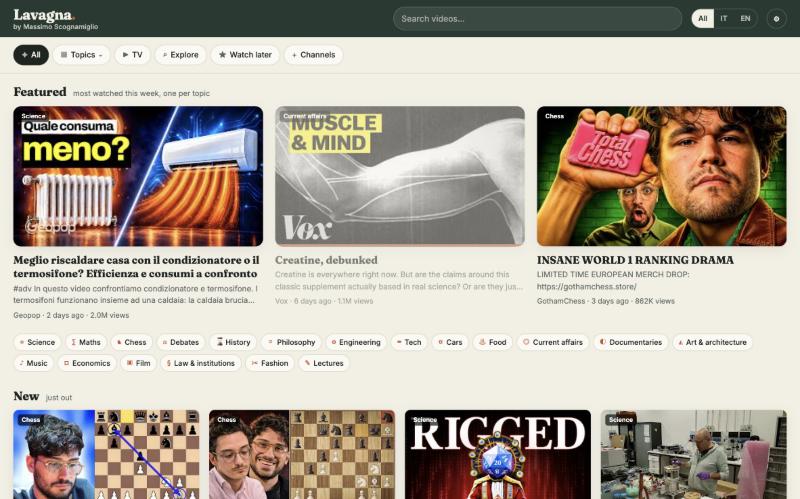 Lavagna.
by Massimo Scognamiglio
Search videos...
All IT EN
All
Topics
TV
Explore
Watch later
Channels
Featured most watched this week, one per topic
Science
Quale consuma
meno?
Geopop
Current affairs
MUSCLE
& MIND
Vox
Chess
Total
Chess
Meglio riscaldare casa con il condizionatore o il
termosifone? Efficienza e consumi a confronto
#adv In questo video confrontiamo condizionatore e termosifone. I
termosifoni funzionano insieme ad una caldaia: la caldaia brucia...
Geopop · 2 days ago · 2.0M views
Creatine, debunked
Creatine is everywhere right now. But are the claims around this
classic supplement actually based in real science? Or are they jus...
Vox · 6 days ago · 1.1M views
INSANE WORLD 1 RANKING DRAMA
LIMITED TIME EUROPEAN MERCH DROP:
https://gothamchess.store/
GothamChess · 3 days ago · 862K views
Science
Maths
Chess
Debates
History
Philosophy
Engineering
Tech
Cars
Food
Current affairs
Documentaries
Art & architecture
Music
Economics
Film
Law & institutions
Fashion
Lectures
New just out
Chess
Chess
Science
RIGGED
20
Science